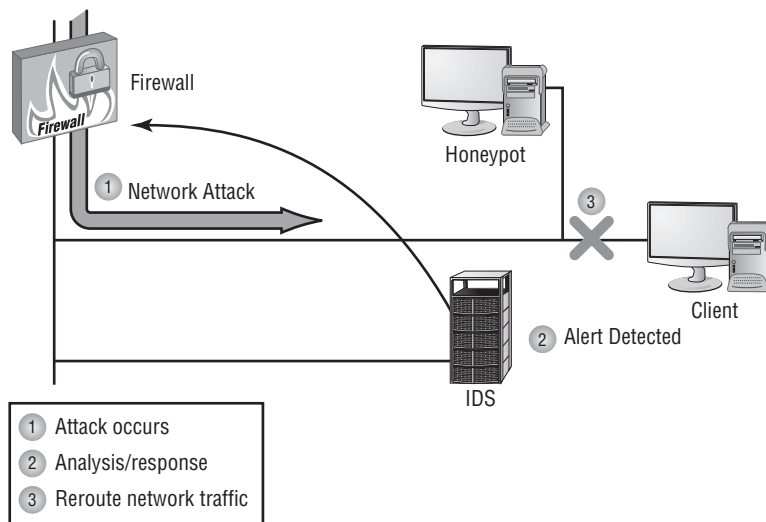 Firewall
Firewall
Honeypot
1 Network Attack
3
Client
2 Alert Detected
IDS
1 Attack occurs
2 Analysis/response
3 Reroute network traffic